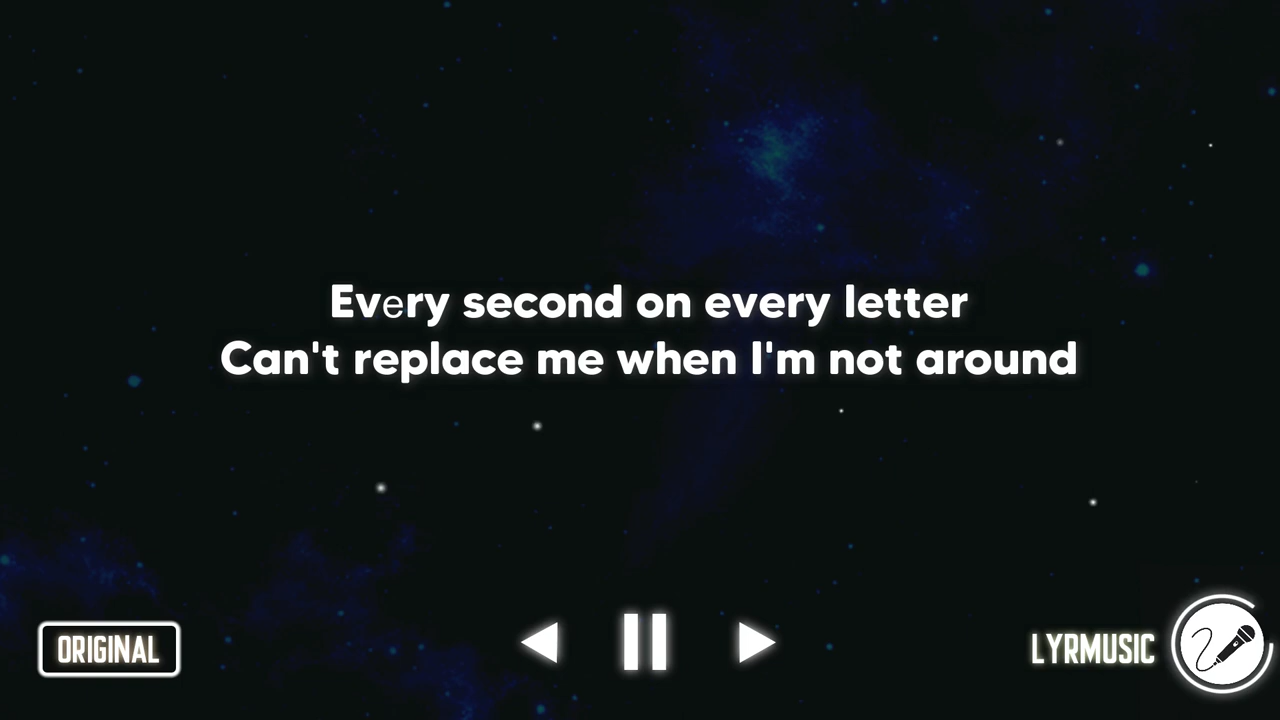 Every second on every letter
Can't replace me when I'm not around
ORIGINAL
LYRMUSIC